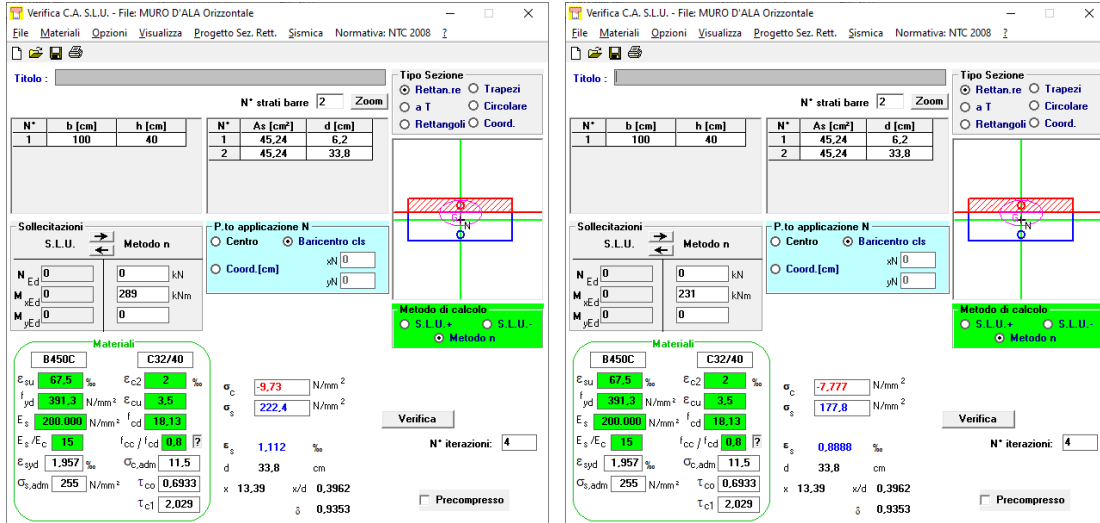 Verifica C.A. S.L.U. - File: MURO D'ALA Orizzontale
File Materiali Opzioni Visualizza Progetto Sez. Rett. Sismica Normativa: NTC 2008 ?
Titolo :
N° strati barre 2 Zoom
Tipo Sezione
Rettan.re Trapezi
a T Circolare
Rettangoli Coord.
N° b [cm] h [cm]
1 100 40
N° As [cm²] d [cm]
1 45,24 6,2
2 45,24 33,8
G N
Sollecitazioni
S.L.U. Metodo n
N Ed 0 0 kN
M xEd 0 289 kNm
M yEd 0 0
P.to applicazione N
Centro Baricentro cls
Coord.[cm] xN 0
yN 0
Metodo di calcolo
S.L.U.+ S.L.U.-
Metodo n
Materiali
B450C C32/40
εsu 67,5 ‰ εc2 2 ‰
fyd 391,3 N/mm² εcu 3,5
Es 200.000 N/mm² fcd 18,13
Es/Ec 15 fcc / fcd 0,8 ?
εsyd 1,957 ‰ σc,adm 11,5
σs,adm 255 N/mm² τco 0,6933
τc1 2,029
σc -9,73 N/mm²
σs 222,4 N/mm²
εs 1,112 ‰
d 33,8 cm
x 13,39 x/d 0,3962
δ 0,9353
Verifica
N° iterazioni: 4
Precompresso
Verifica C.A. S.L.U. - File: MURO D'ALA Orizzontale
File Materiali Opzioni Visualizza Progetto Sez. Rett. Sismica Normativa: NTC 2008 ?
Titolo :
N° strati barre 2 Zoom
Tipo Sezione
Rettan.re Trapezi
a T Circolare
Rettangoli Coord.
N° b [cm] h [cm]
1 100 40
N° As [cm²] d [cm]
1 45,24 6,2
2 45,24 33,8
G N
Sollecitazioni
S.L.U. Metodo n
N Ed 0 0 kN
M xEd 0 231 kNm
M yEd 0 0
P.to applicazione N
Centro Baricentro cls
Coord.[cm] xN 0
yN 0
Metodo di calcolo
S.L.U.+ S.L.U.-
Metodo n
Materiali
B450C C32/40
εsu 67,5 ‰ εc2 2 ‰
fyd 391,3 N/mm² εcu 3,5
Es 200.000 N/mm² fcd 18,13
Es/Ec 15 fcc / fcd 0,8 ?
εsyd 1,957 ‰ σc,adm 11,5
σs,adm 255 N/mm² τco 0,6933
τc1 2,029
σc -7,777 N/mm²
σs 177,8 N/mm²
εs 0,8888 ‰
d 33,8 cm
x 13,39 x/d 0,3962
δ 0,9353
Verifica
N° iterazioni: 4
Precompresso